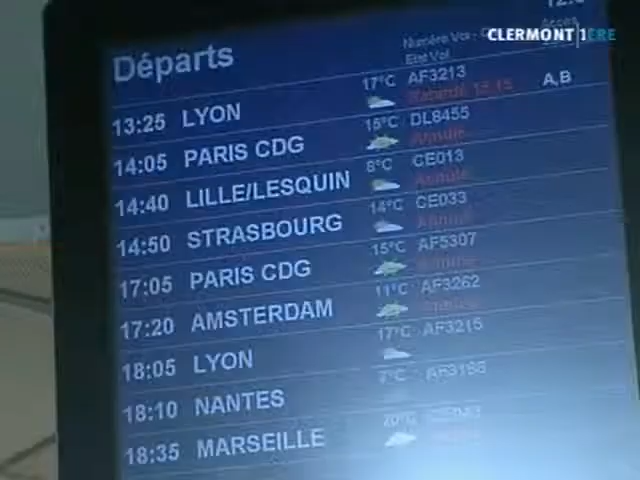 CLERMONT 1ÈRE
Départs
Numéro Vol
Etat Vol
Accès
13:25 LYON 17°C AF3213 A,B
Retardé 15:15
14:05 PARIS CDG 15°C DL8455
Annulé
14:40 LILLE/LESQUIN 8°C CE013
Annulé
14:50 STRASBOURG 14°C CE033
Annulé
17:05 PARIS CDG 15°C AF5307
17:20 AMSTERDAM 11°C AF3262
18:05 LYON 17°C AF3215
18:10 NANTES 7°C
18:35 MARSEILLE 20°C